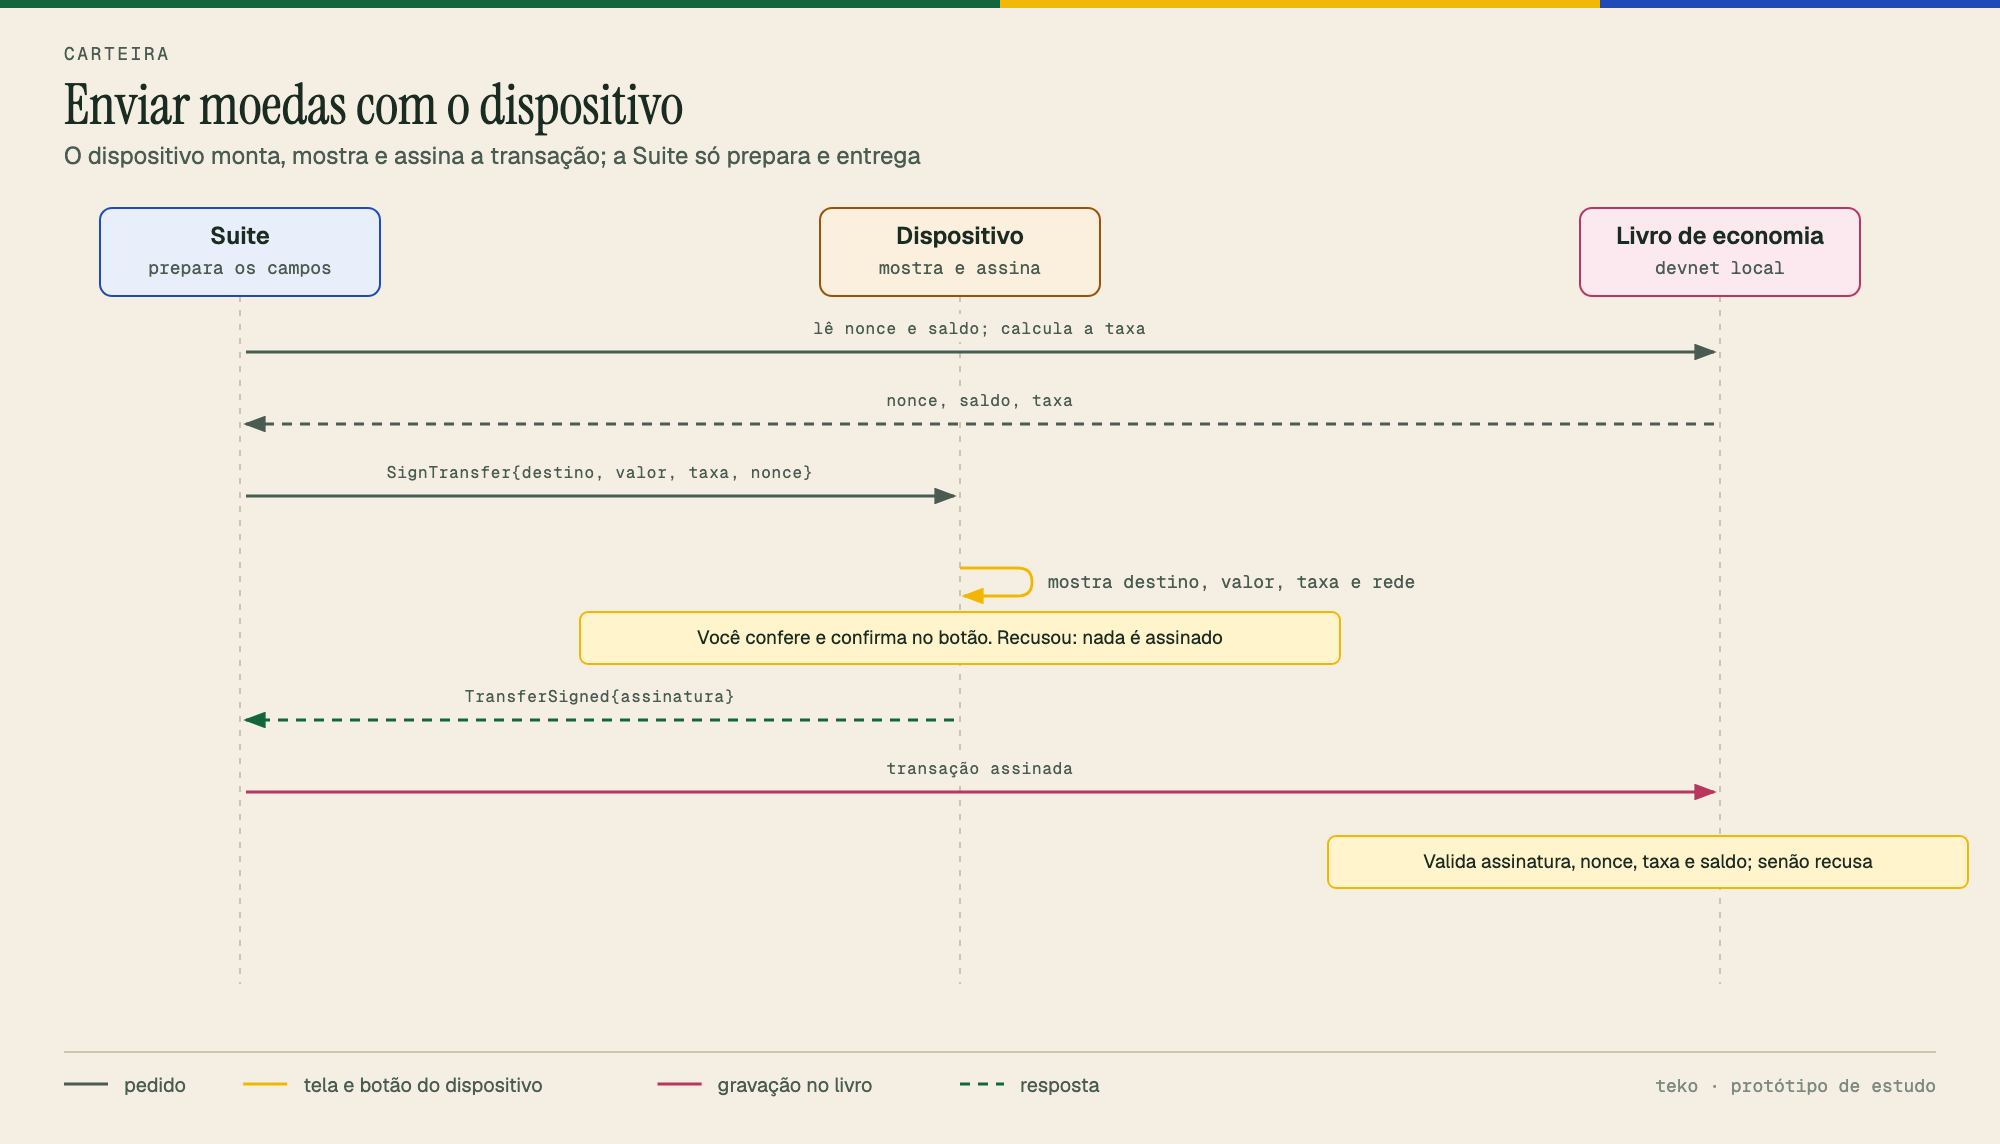 CARTEIRA
Enviar moedas com o dispositivo
O dispositivo monta, mostra e assina a transação; a Suite só prepara e entrega
Suite
prepara os campos
Dispositivo
mostra e assina
Livro de economia
devnet local
lê nonce e saldo; calcula a taxa
nonce, saldo, taxa
SignTransfer{destino, valor, taxa, nonce}
mostra destino, valor, taxa e rede
Você confere e confirma no botão. Recusou: nada é assinado
TransferSigned{assinatura}
transação assinada
Valida assinatura, nonce, taxa e saldo; senão recusa
pedido
tela e botão do dispositivo
gravação no livro
resposta
teko · protótipo de estudo